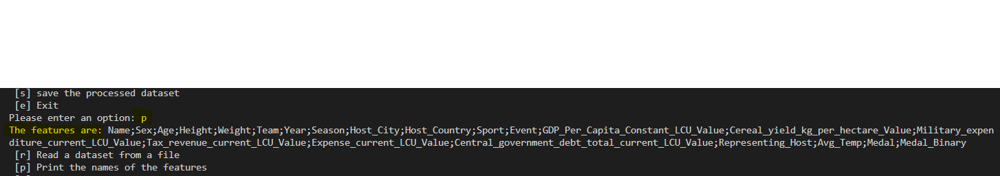 [s] save the processed dataset
[e] Exit
Please enter an option: p
The features are: Name;Sex;Age;Height;Weight;Team;Year;Season;Host_City;Host_Country;Sport;Event;GDP_Per_Capita_Constant_LCU_Value;Cereal_yield_kg_per_hectare_Value;Military_expen
diture_current_LCU_Value;Tax_revenue_current_LCU_Value;Expense_current_LCU_Value;Central_government_debt_total_current_LCU_Value;Representing_Host;Avg_Temp;Medal;Medal_Binary
[r] Read a dataset from a file
[p] Print the names of the features